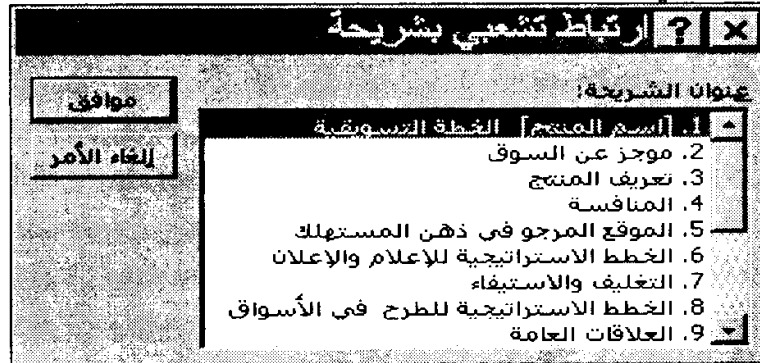 ارتباط تشعبي بشريحة
عنوان الشريحة:
1. [اسم المنتج] الخطة التسويقية
2. موجز عن السوق
3. تعريف المنتج
4. المنافسة
5. الموقع المرجو في ذهن المستهلك
6. الخطط الاستراتيجية للإعلام والإعلان
7. التغليف والاستيفاء
8. الخطط الاستراتيجية للطرح في الأسواق
9. العلاقات العامة
موافق
إلغاء الأمر